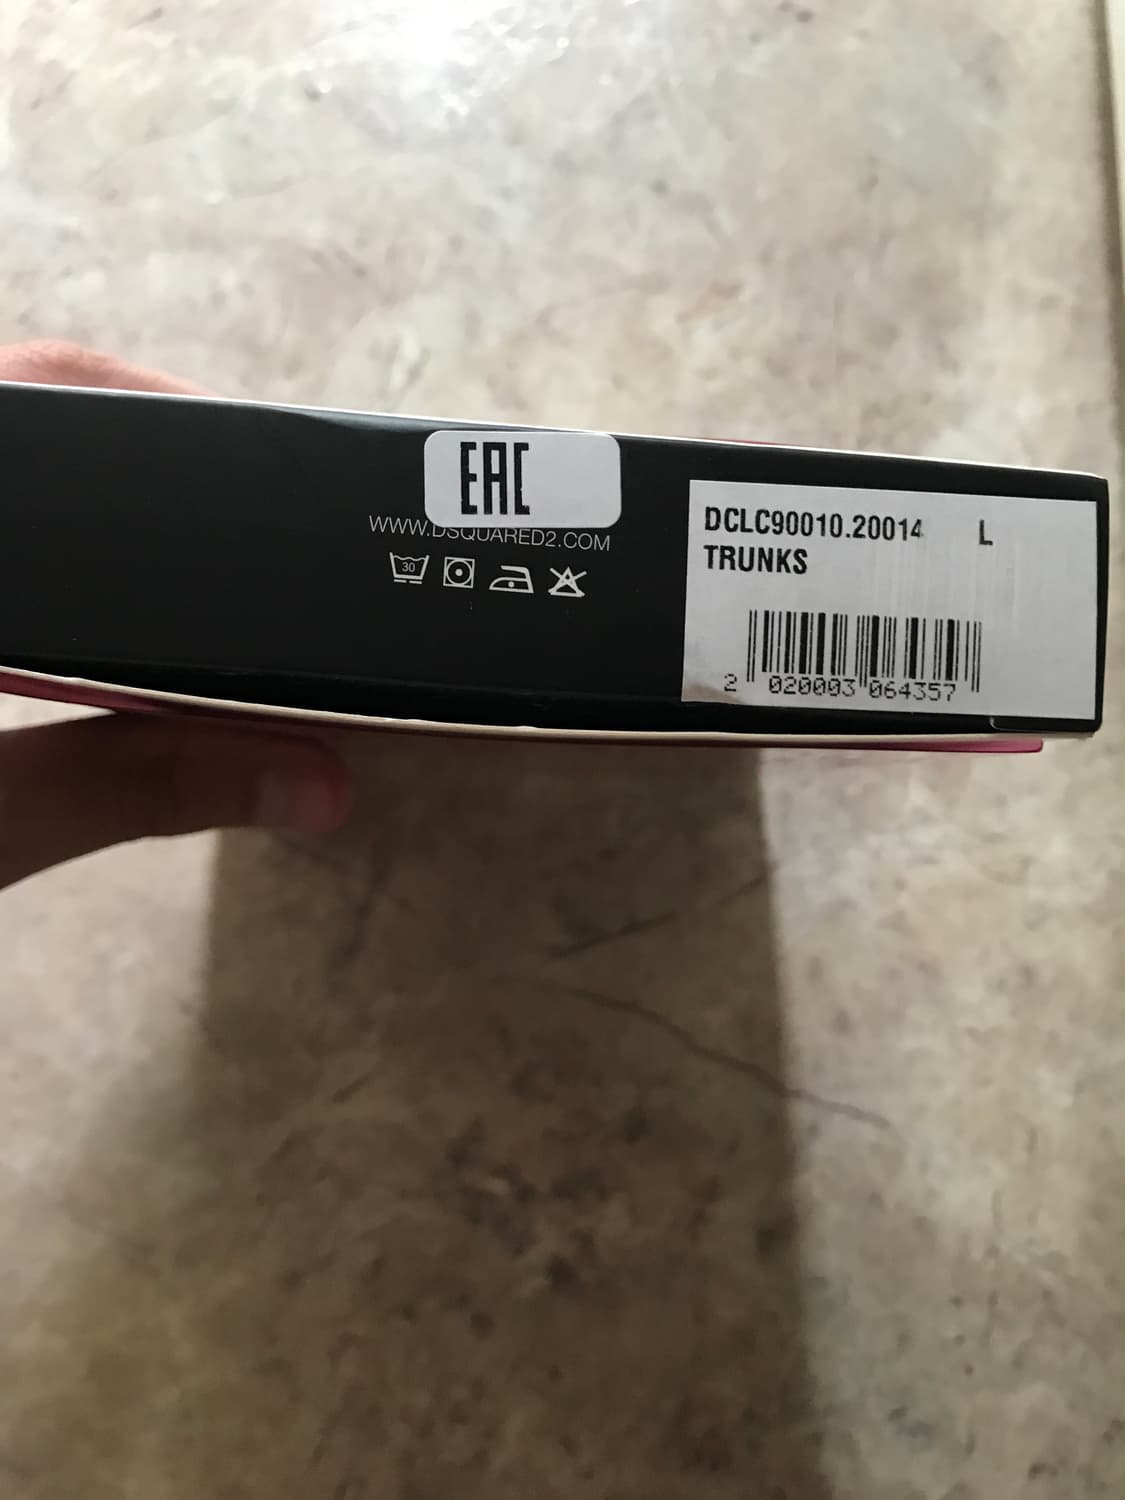 EAC
WWW.DSQUARED2.COM
30
DCLC90010.20014 L
TRUNKS
2 020003 064357